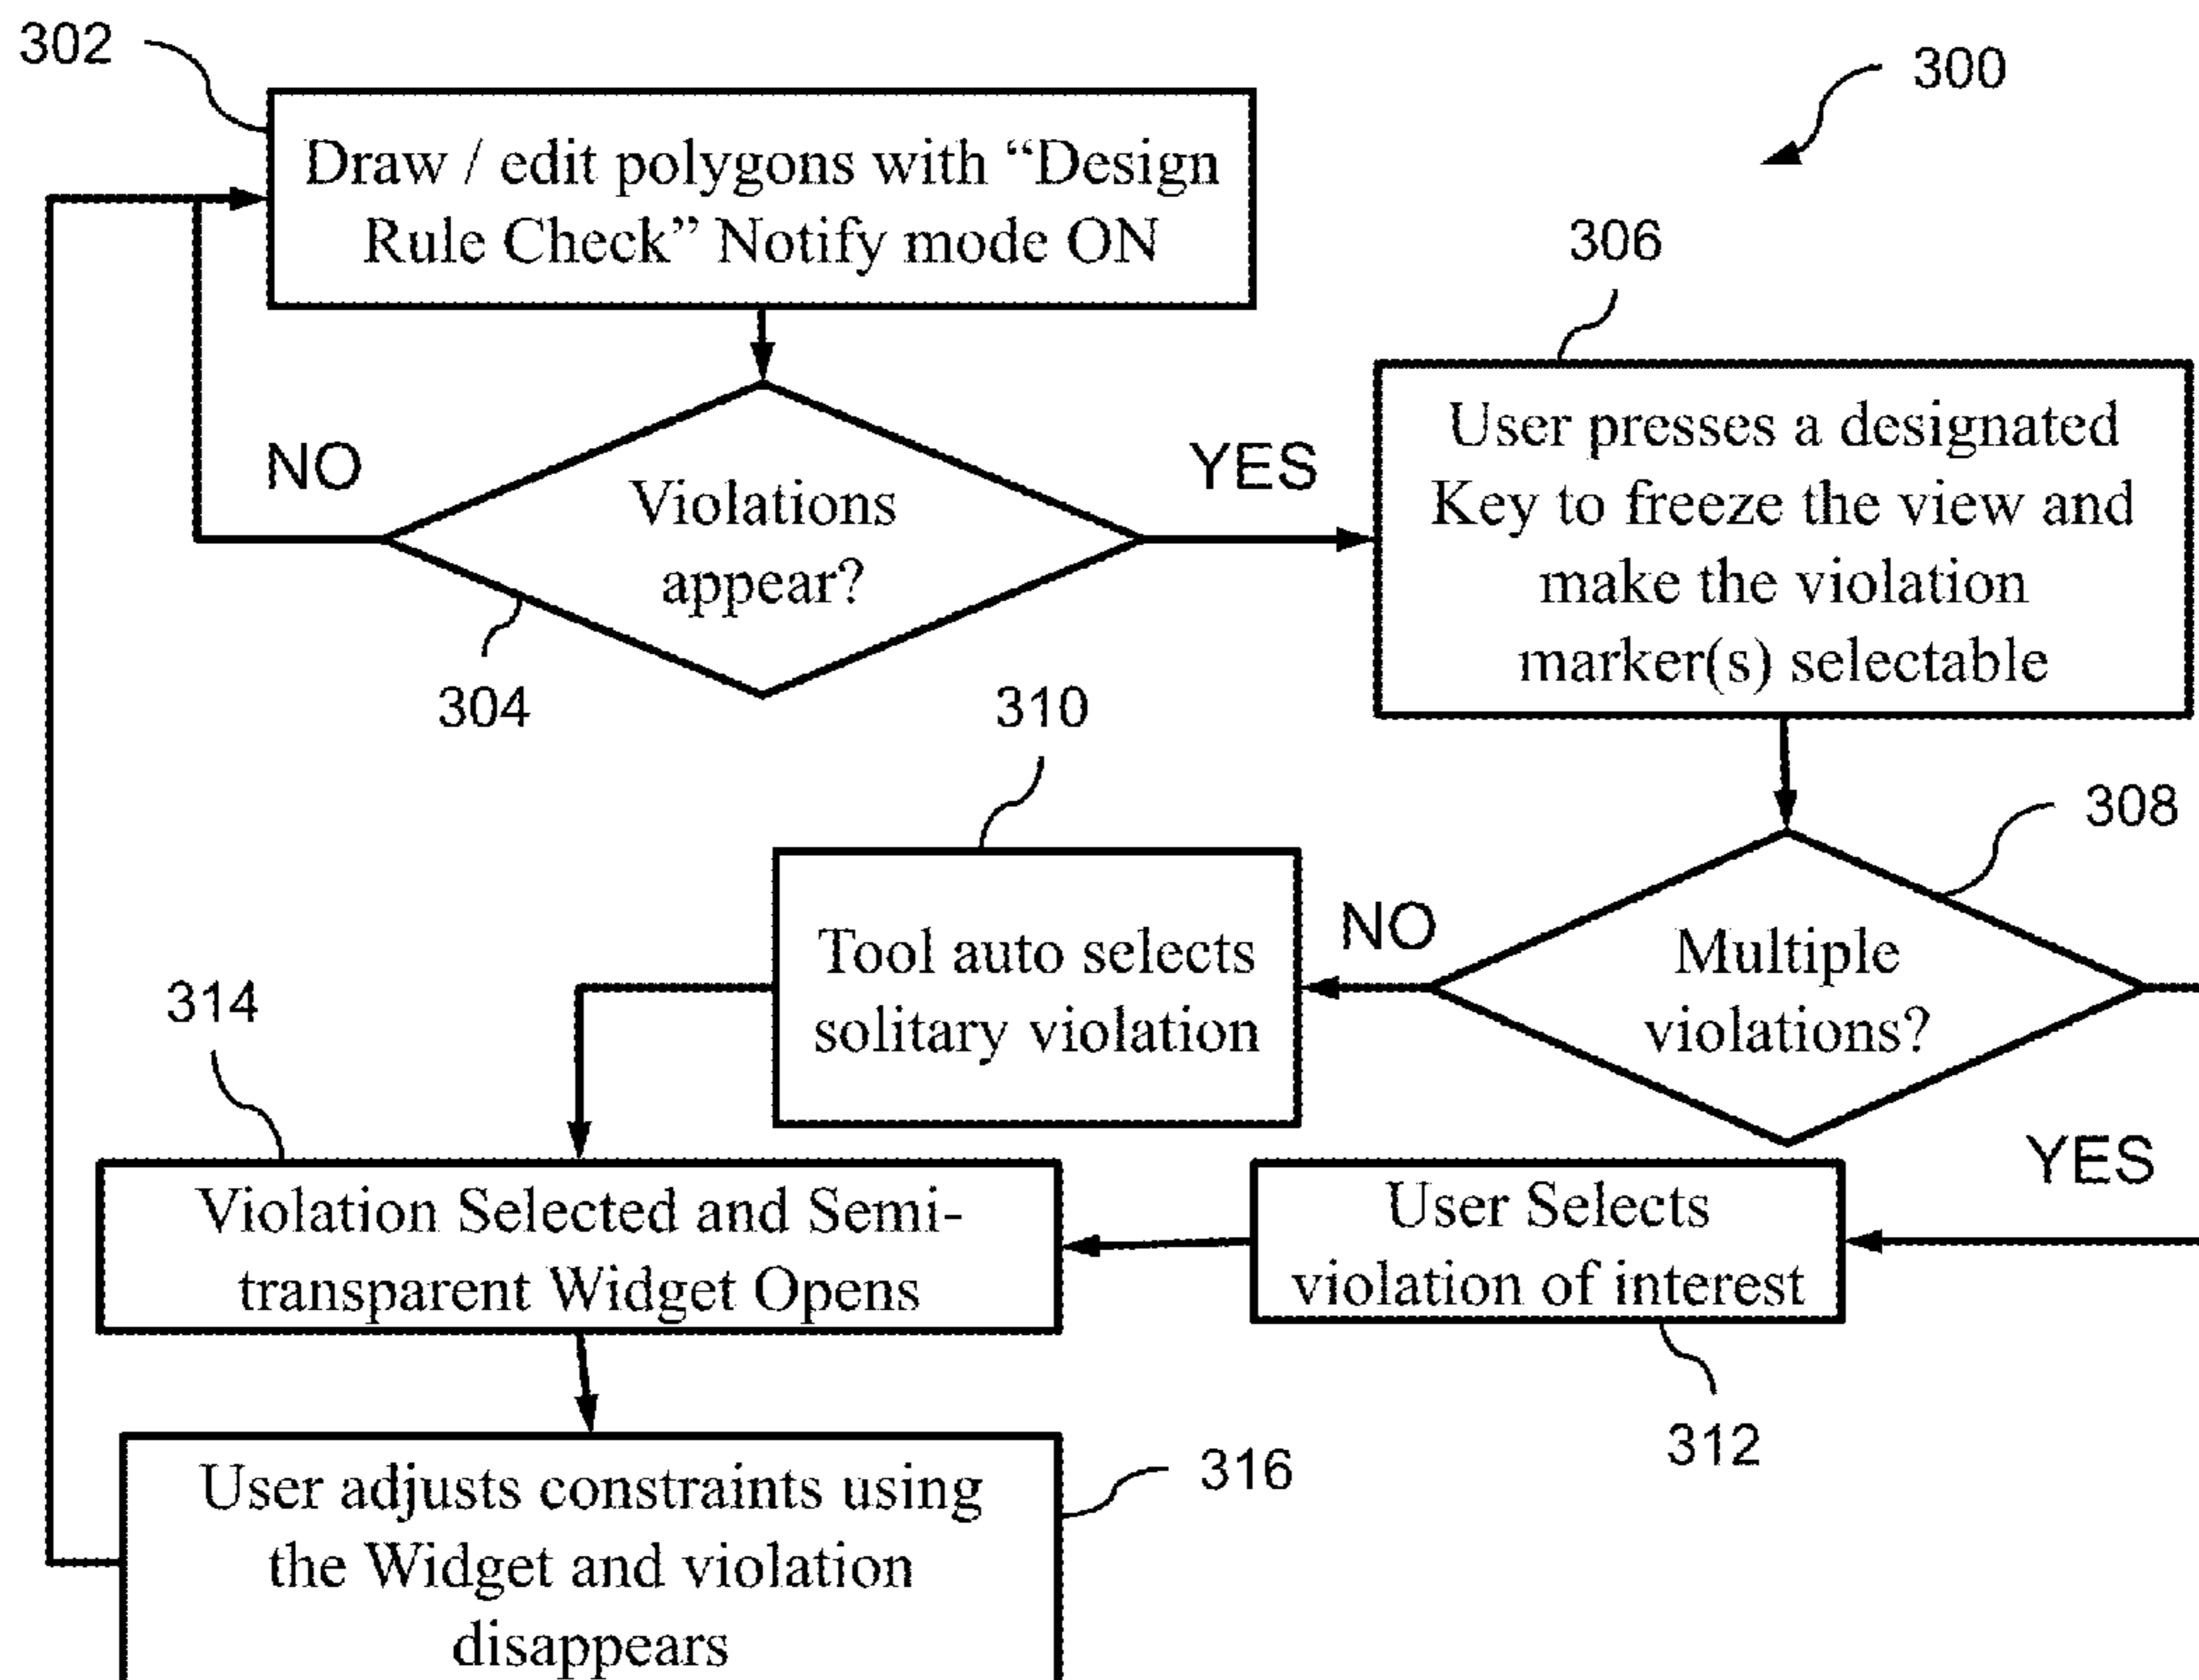 302
300
Draw / edit polygons with “Design
Rule Check” Notify mode ON
306
User presses a designated
Key to freeze the view and
make the violation
marker(s) selectable
NO
YES
Violations
appear?
304
310
308
Tool auto selects
solitary violation
NO
Multiple
violations?
314
YES
Violation Selected and Semi-
transparent Widget Opens
User Selects
violation of interest
312
316
User adjusts constraints using
the Widget and violation
disappears